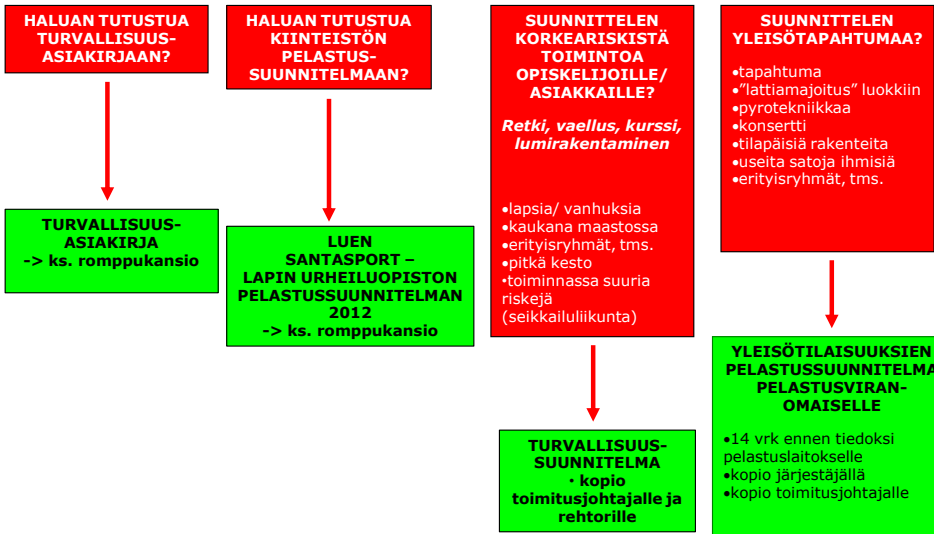 HALUAN TUTUSTUA
TURVALLISUUS-
ASIAKIRJAAN?
TURVALLISUUS-
ASIAKIRJA
-> ks. romppukansio
HALUAN TUTUSTUA
KIINTEISTÖN
PELASTUS-
SUUNNITELMAAN?
LUEN
SANTASPORT –
LAPIN URHEILUOPISTON
PELASTUSSUUNNITELMAN
2012
-> ks. romppukansio
SUUNNITTELEN
KORKEARISKISTÄ
TOIMINTOA
OPISKELIJOILLE/
ASIAKKAILLE?
Retki, vaellus, kurssi,
lumirakentaminen
•lapsia/ vanhuksia
•kaukana maastossa
•erityisryhmät, tms.
•pitkä kesto
•toiminnassa suuria
riskejä
(seikkailuliikunta)
TURVALLISUUS-
SUUNNITELMA
• kopio
toimitusjohtajalle ja
rehtorille
SUUNNITTELEN
YLEISÖTAPAHTUMAA?
•tapahtuma
•”lattiamajoitus” luokkiin
•pyrotekniikkaa
•konsertti
•tilapäisiä rakenteita
•useita satoja ihmisiä
•erityisryhmät, tms.
YLEISÖTILAISUUKSIEN
PELASTUSSUUNNITELMA
PELASTUSVIRAN-
OMAISELLE
•14 vrk ennen tiedoksi
pelastuslaitokselle
•kopio järjestäjällä
•kopio toimitusjohtajalle